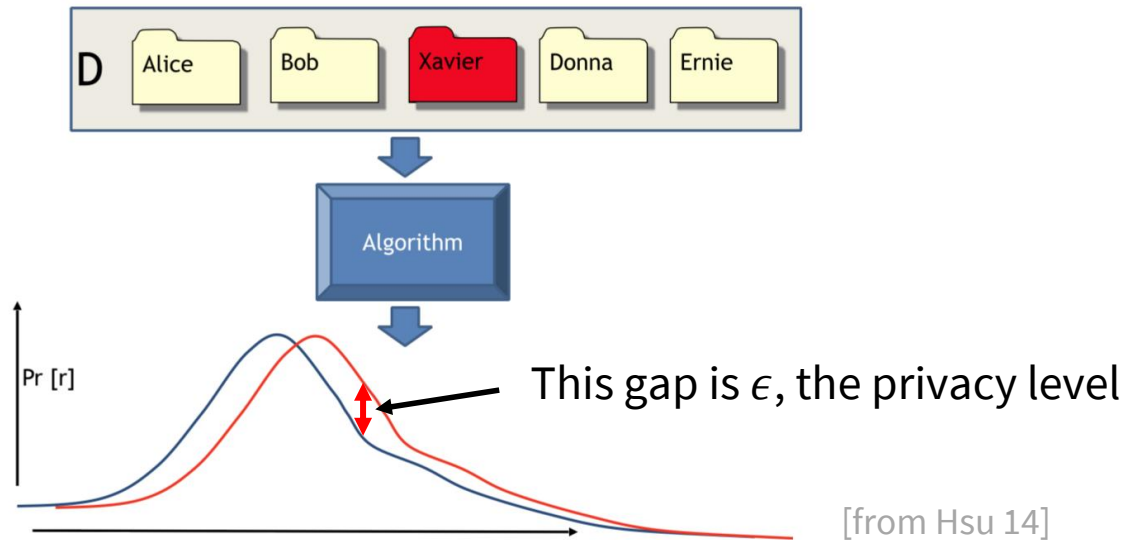 D
Alice
Bob
Xavier
Donna
Ernie
Algorithm
Pr [r]
This gap is ϵ, the privacy level
[from Hsu 14]